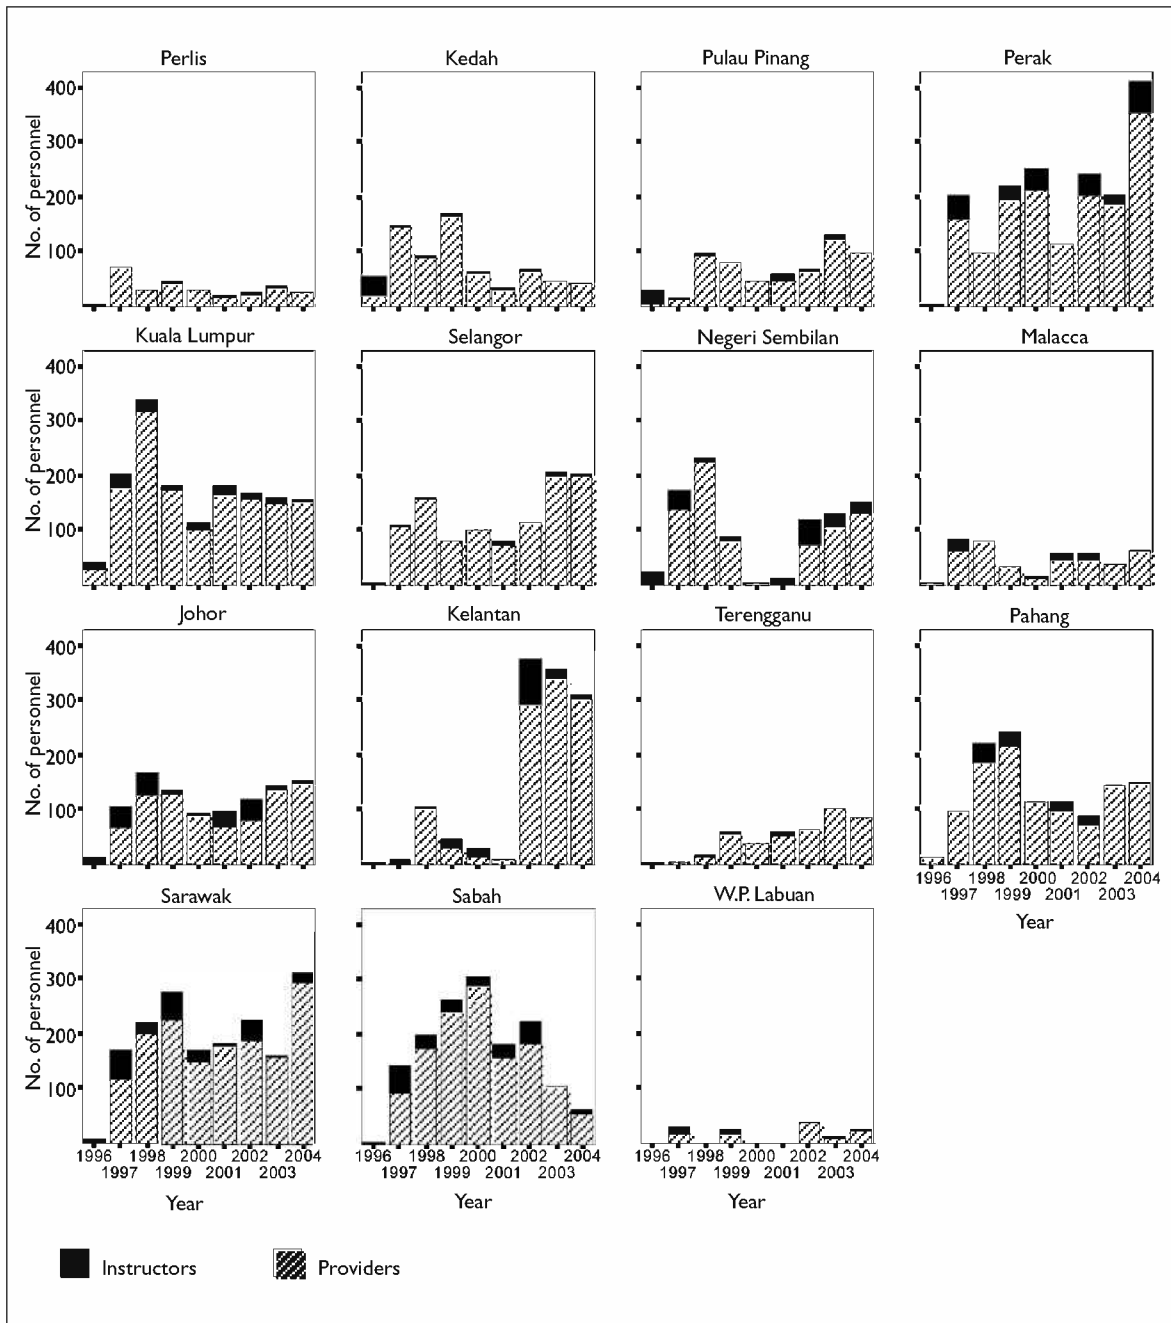 Perlis Kedah Pulau Pinang Perak
No. of personnel
400
300
200
100
Kuala Lumpur Selangor Negeri Sembilan Malacca
No. of personnel
400
300
200
100
Johor Kelantan Terengganu Pahang
No. of personnel
400
300
200
100
1996 1998 2000 2002 2004
1997 1999 2001 2003
Year
Sarawak Sabah W.P. Labuan
No. of personnel
400
300
200
100
1996 1998 2000 2002 2004 1996 1998 2000 2002 2004 1996 1998 2000 2002 2004
1997 1999 2001 2003 1997 1999 2001 2003 1997 1999 2001 2003
Year Year Year
Instructors Providers